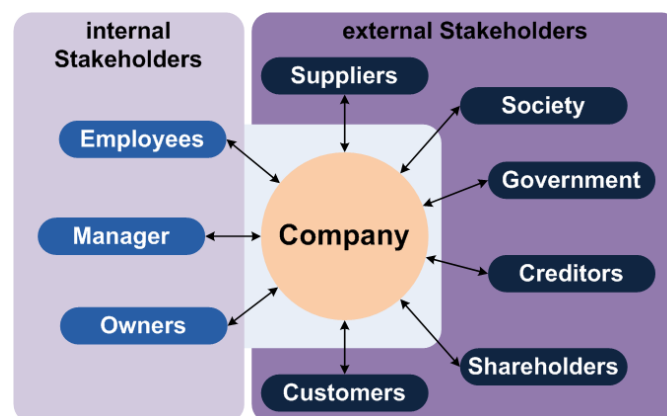 internal
Stakeholders
external Stakeholders
Suppliers
Society
Employees
Government
Manager
Company
Creditors
Owners
Shareholders
Customers